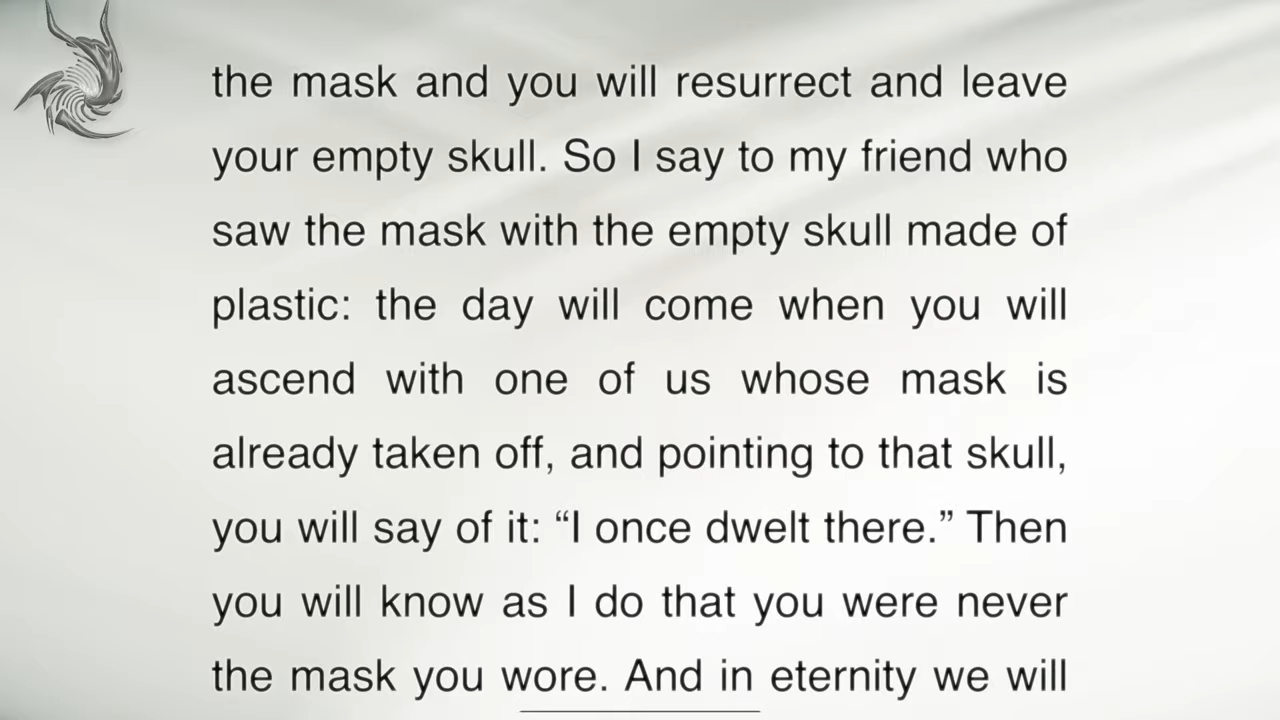 the mask and you will resurrect and leave
your empty skull. So I say to my friend who
saw the mask with the empty skull made of
plastic: the day will come when you will
ascend with one of us whose mask is
already taken off, and pointing to that skull,
you will say of it: “I once dwelt there.” Then
you will know as I do that you were never
the mask you wore. And in eternity we will